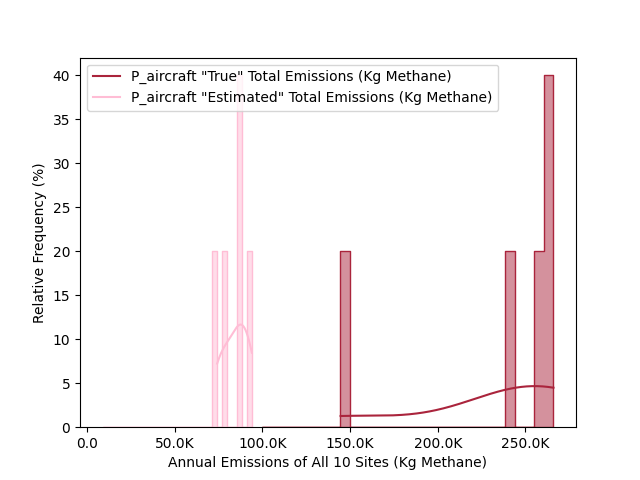 P_aircraft "True" Total Emissions (Kg Methane)
P_aircraft "Estimated" Total Emissions (Kg Methane)
40
35
30
25
20
15
10
5
0
Relative Frequency (%)
0.0 50.0K 100.0K 150.0K 200.0K 250.0K
Annual Emissions of All 10 Sites (Kg Methane)